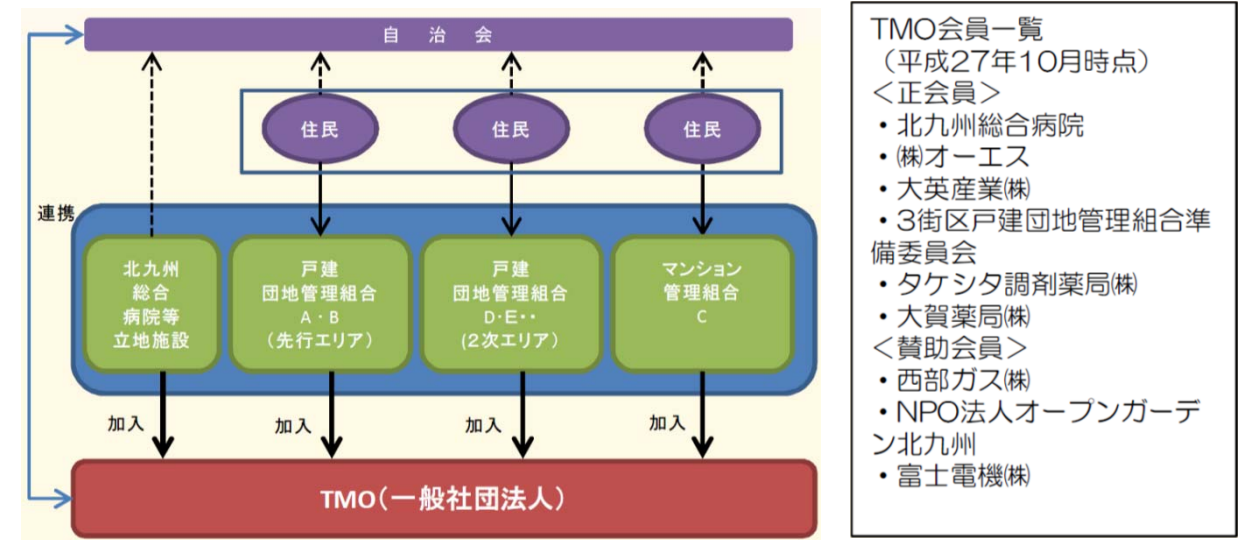 自 治 会
住民
住民
住民
連携
北九州
総合
病院等
立地施設
戸建
団地管理組合
A・B
(先行エリア)
戸建
団地管理組合
D・E・・
(2次エリア)
マンション
管理組合
C
加入
加入
加入
加入
TMO(一般社団法人)
TMO会員一覧
(平成27年10月時点)
<正会員>
・北九州総合病院
・㈱オーエス
・大英産業㈱
・3街区戸建団地管理組合準
備委員会
・タケシタ調剤薬局㈱
・大賀薬局㈱
<賛助会員>
・西部ガス㈱
・NPO法人オープンガーデ
ン北九州
・富士電機㈱